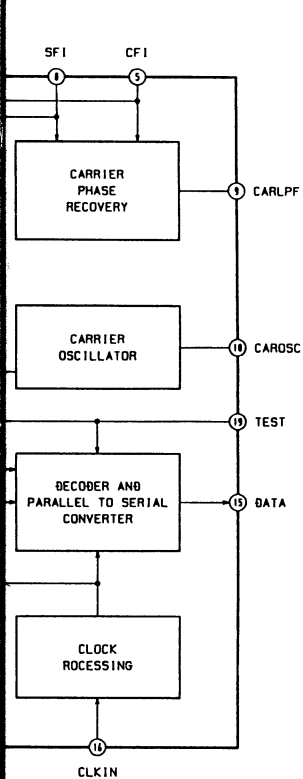 SFI CFI
8 5
CARRIER
PHASE
RECOVERY
9 CARLPF
CARRIER
OSCILLATOR
18 CAROSC
19 TEST
DECODER AND
PARALLEL TO SERIAL
CONVERTER
15 DATA
CLOCK
ROCESSING
16
CLKIN